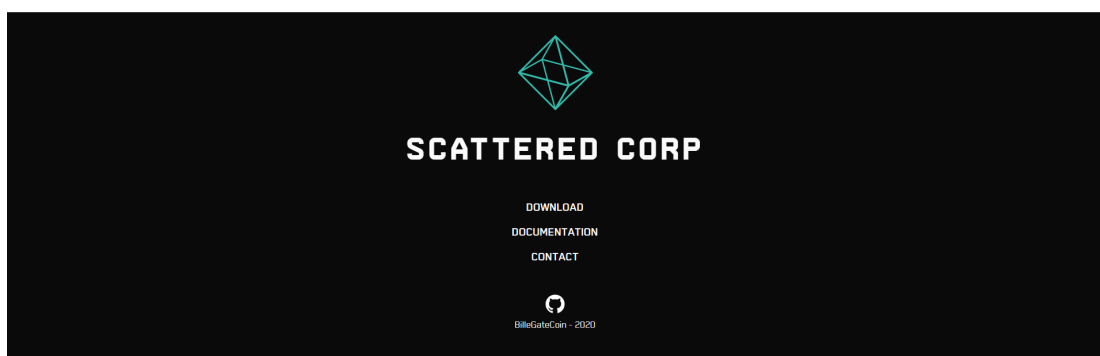 SCATTERED CORP
DOWNLOAD
DOCUMENTATION
CONTACT
BilleGateCoin - 2020